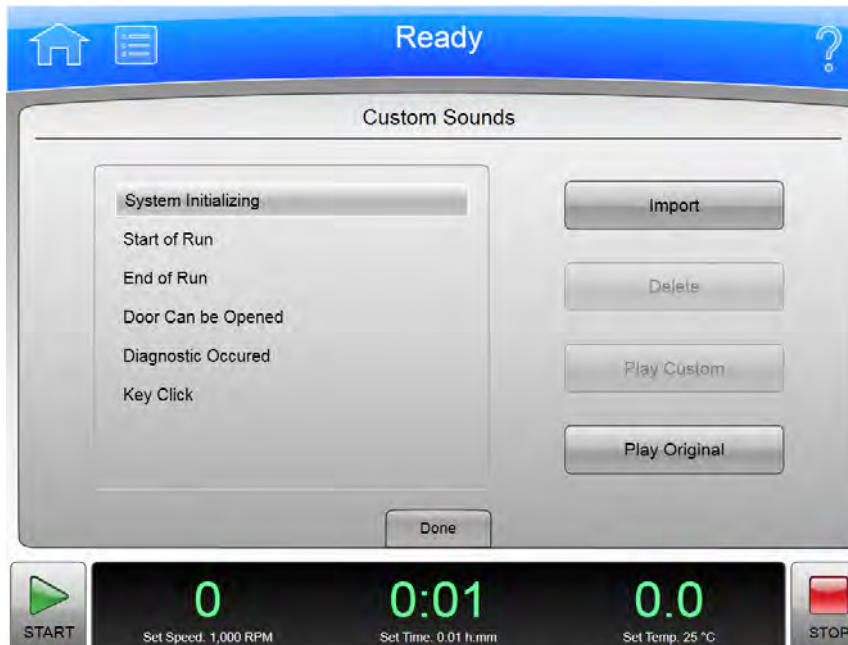 Ready
?
Custom Sounds
System Initializing
Start of Run
End of Run
Door Can be Opened
Diagnostic Occured
Key Click
Import
Delete
Play Custom
Play Original
Done
START
0
Set Speed: 1,000 RPM
0:01
Set Time: 0:01 h:mm
0.0
Set Temp. 25 °C
STOP